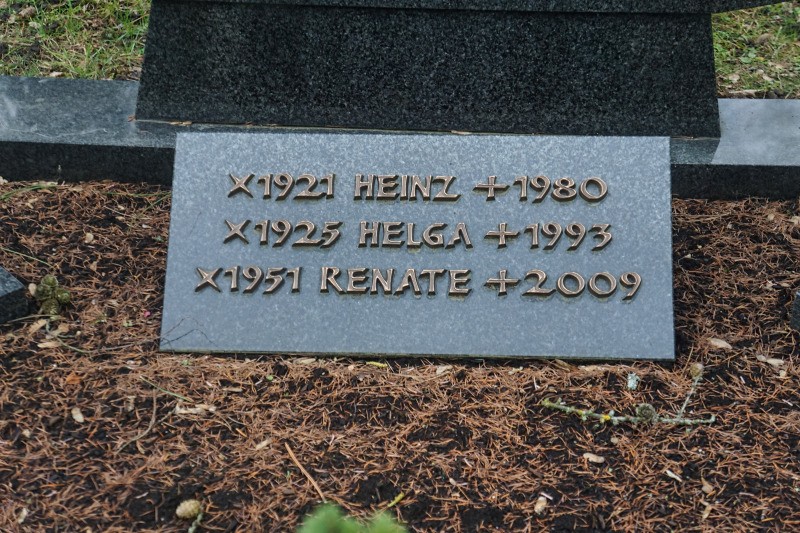 ×1921 HEINZ +1980
×1925 HELGA +1993
×1951 RENATE +2009